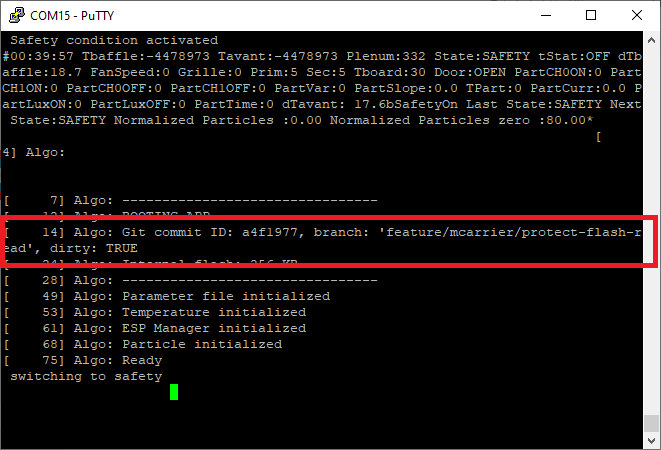 COM15 - PuTTY
Safety condition activated
#00:39:57 Tbaffle:-4478973 Tavant:-4478973 Plenum:332 State:SAFETY tStat:OFF dTb
affle:18.7 FanSpeed:0 Grille:0 Prim:5 Sec:5 Tboard:30 Door:OPEN PartCH0ON:0 Part
CH1ON:0 PartCH0OFF:0 PartCH1OFF:0 PartVar:0 PartSlope:0.0 TPart:0 PartCurr:0.0 P
artLuxON:0 PartLuxOFF:0 PartTime:0 dTavant: 17.6bSafetyOn Last State:SAFETY Next
State:SAFETY Normalized Particles :0.00 Normalized Particles zero :80.00*
[
4] Algo:
[     7] Algo: --------------------------------
[    12] Algo: BOOTING APP
[    14] Algo: Git commit ID: a4f1977, branch: 'feature/mcarrier/protect-flash-r
ead', dirty: TRUE
[    24] Algo: Internal flash: 256 KB
[    28] Algo: --------------------------------
[    49] Algo: Parameter file initialized
[    53] Algo: Temperature initialized
[    61] Algo: ESP Manager initialized
[    68] Algo: Particle initialized
[    75] Algo: Ready
switching to safety